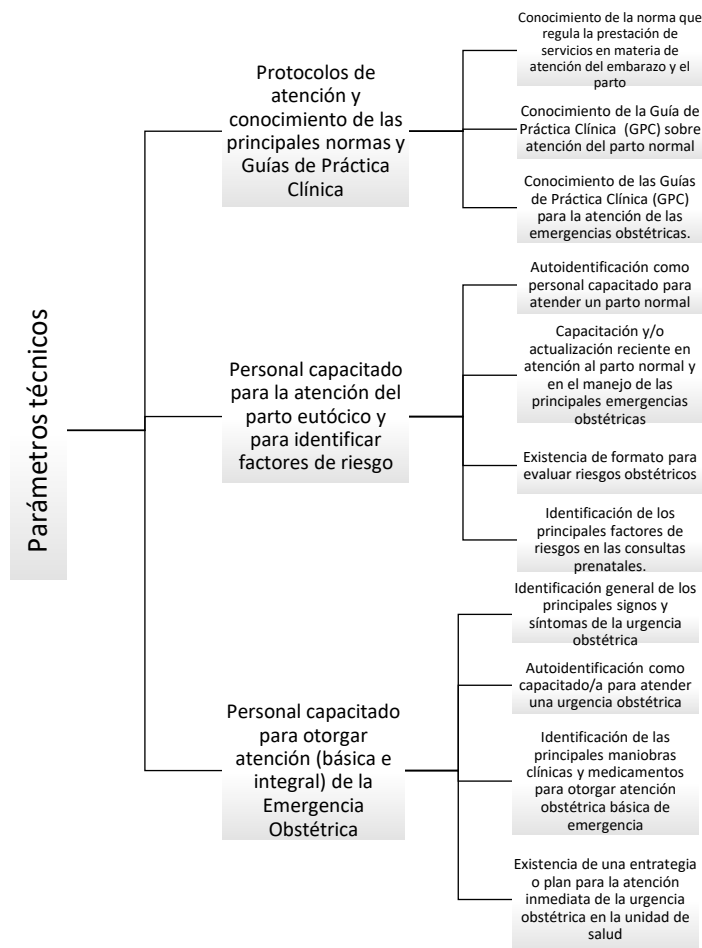 Parámetros técnicos
Protocolos de
atención y
conocimiento de las
principales normas y
Guías de Práctica
Clínica
Conocimiento de la norma que
regula la prestación de
servicios en materia de
atención del embarazo y el
parto
Conocimiento de la Guía de
Práctica Clínica (GPC) sobre
atención del parto normal
Conocimiento de las Guías
de Práctica Clínica (GPC)
para la atención de las
emergencias obstétricas.
Personal capacitado
para la atención del
parto eutócico y
para identificar
factores de riesgo
Autoidentificación como
personal capacitado para
atender un parto normal
Capacitación y/o
actualización reciente en
atención al parto normal y
en el manejo de las
principales emergencias
obstétricas
Existencia de formato para
evaluar riesgos obstétricos
Identificación de los
principales factores de
riesgos en las consultas
prenatales.
Personal capacitado
para otorgar
atención (básica e
integral) de la
Emergencia
Obstétrica
Identificación general de los
principales signos y
síntomas de la urgencia
obstétrica
Autoidentificación como
capacitado/a para atender
una urgencia obstétrica
Identificación de las
principales maniobras
clínicas y medicamentos
para otorgar atención
obstétrica básica de
emergencia
Existencia de una entrategia
o plan para la atención
inmediata de la urgencia
obstétrica en la unidad de
salud